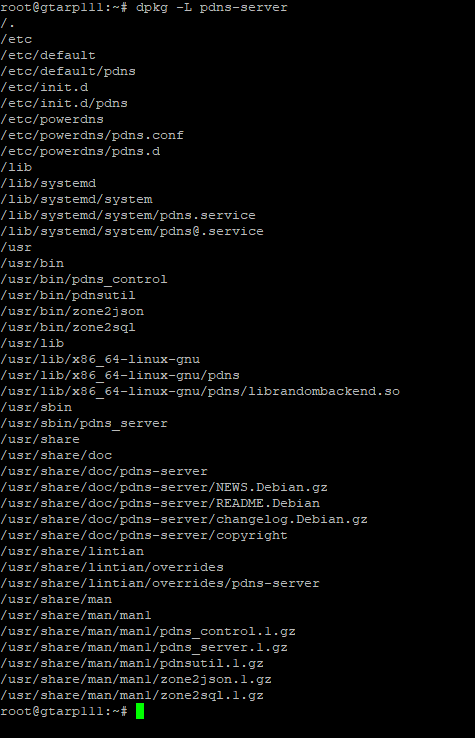 root@gtarp111:~# dpkg -L pdns-server
/.
/etc
/etc/default
/etc/default/pdns
/etc/init.d
/etc/init.d/pdns
/etc/powerdns
/etc/powerdns/pdns.conf
/etc/powerdns/pdns.d
/lib
/lib/systemd
/lib/systemd/system
/lib/systemd/system/pdns.service
/lib/systemd/system/pdns@.service
/usr
/usr/bin
/usr/bin/pdns_control
/usr/bin/pdnsutil
/usr/bin/zone2json
/usr/bin/zone2sql
/usr/lib
/usr/lib/x86_64-linux-gnu
/usr/lib/x86_64-linux-gnu/pdns
/usr/lib/x86_64-linux-gnu/pdns/librandombackend.so
/usr/sbin
/usr/sbin/pdns_server
/usr/share
/usr/share/doc
/usr/share/doc/pdns-server
/usr/share/doc/pdns-server/NEWS.Debian.gz
/usr/share/doc/pdns-server/README.Debian
/usr/share/doc/pdns-server/changelog.Debian.gz
/usr/share/doc/pdns-server/copyright
/usr/share/lintian
/usr/share/lintian/overrides
/usr/share/lintian/overrides/pdns-server
/usr/share/man
/usr/share/man/man1
/usr/share/man/man1/pdns_control.1.gz
/usr/share/man/man1/pdns_server.1.gz
/usr/share/man/man1/pdnsutil.1.gz
/usr/share/man/man1/zone2json.1.gz
/usr/share/man/man1/zone2sql.1.gz
root@gtarp111:~#